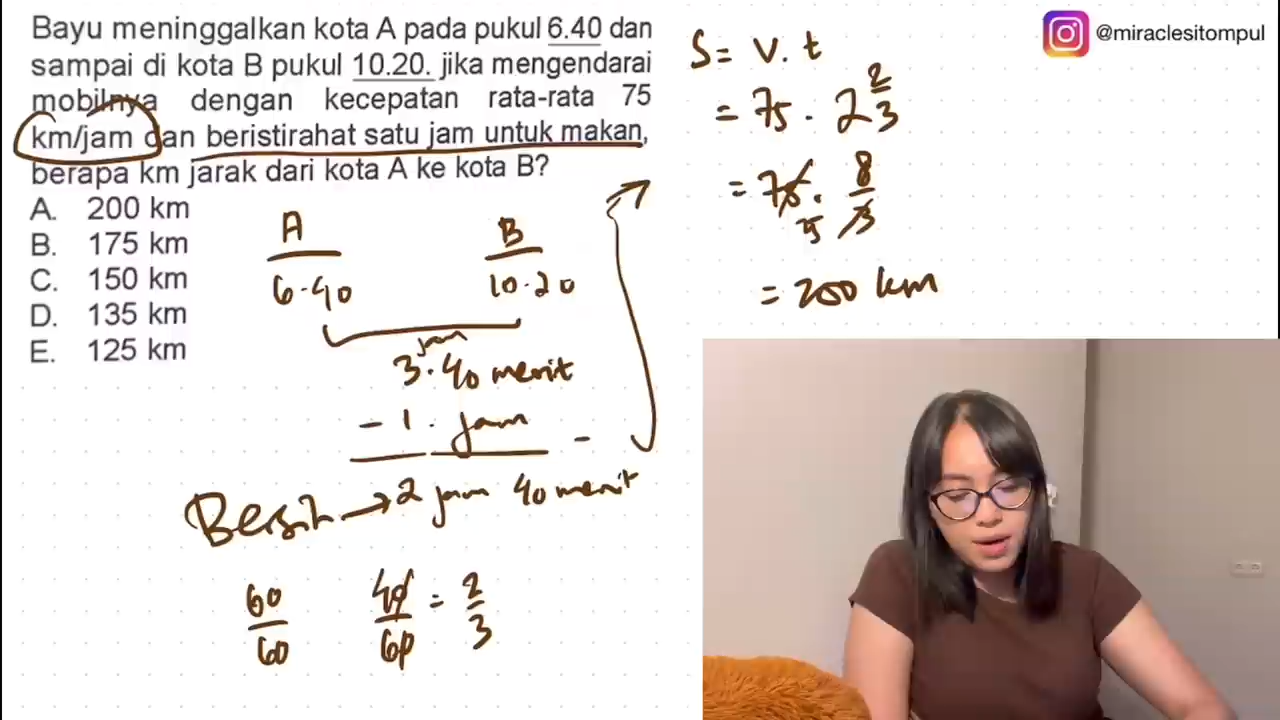 Bayu meninggalkan kota A pada pukul 6.40 dan
sampai di kota B pukul 10.20. jika mengendarai
mobilnya dengan kecepatan rata-rata 75
km/jam dan beristirahat satu jam untuk makan,
berapa km jarak dari kota A ke kota B?
A. 200 km
B. 175 km
C. 150 km
D. 135 km
E. 125 km
A B
6.40 10.20
jam
3.40 menit
- 1. jam -
Bersih → 2 jam 40 menit
60/60 40/60 = 2/3
@miraclesitompul
S = V. t
= 75 . 2 2/3
= 75 . 8/3
25
= 200 km